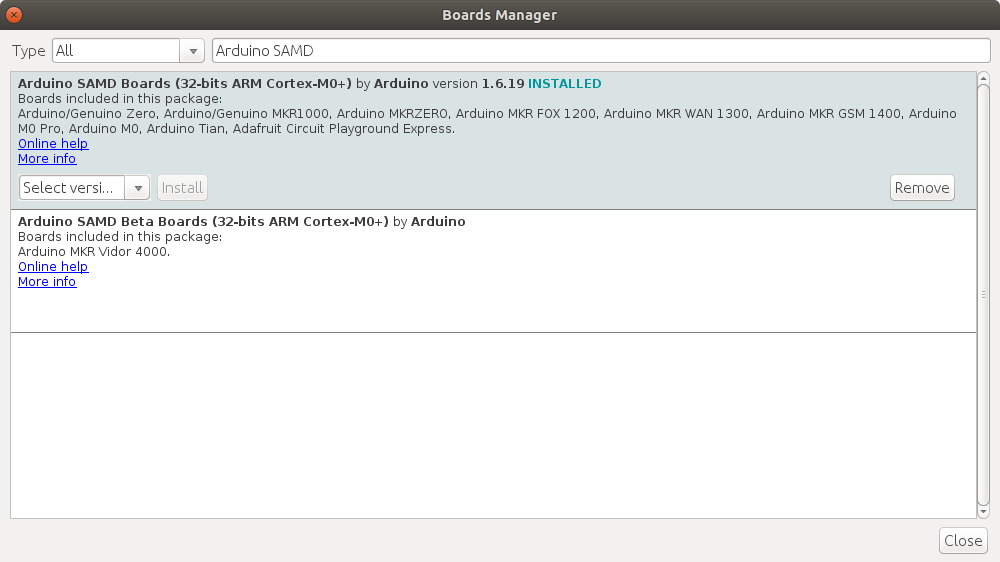 Boards Manager
Type All Arduino SAMD
Arduino SAMD Boards (32-bits ARM Cortex-M0+) by Arduino version 1.6.19 INSTALLED
Boards included in this package:
Arduino/Genuino Zero, Arduino/Genuino MKR1000, Arduino MKRZERO, Arduino MKR FOX 1200, Arduino MKR WAN 1300, Arduino MKR GSM 1400, Arduino
M0 Pro, Arduino M0, Arduino Tian, Adafruit Circuit Playground Express.
Online help
More info
Select versi... Install Remove
Arduino SAMD Beta Boards (32-bits ARM Cortex-M0+) by Arduino
Boards included in this package:
Arduino MKR Vidor 4000.
Online help
More info
Close